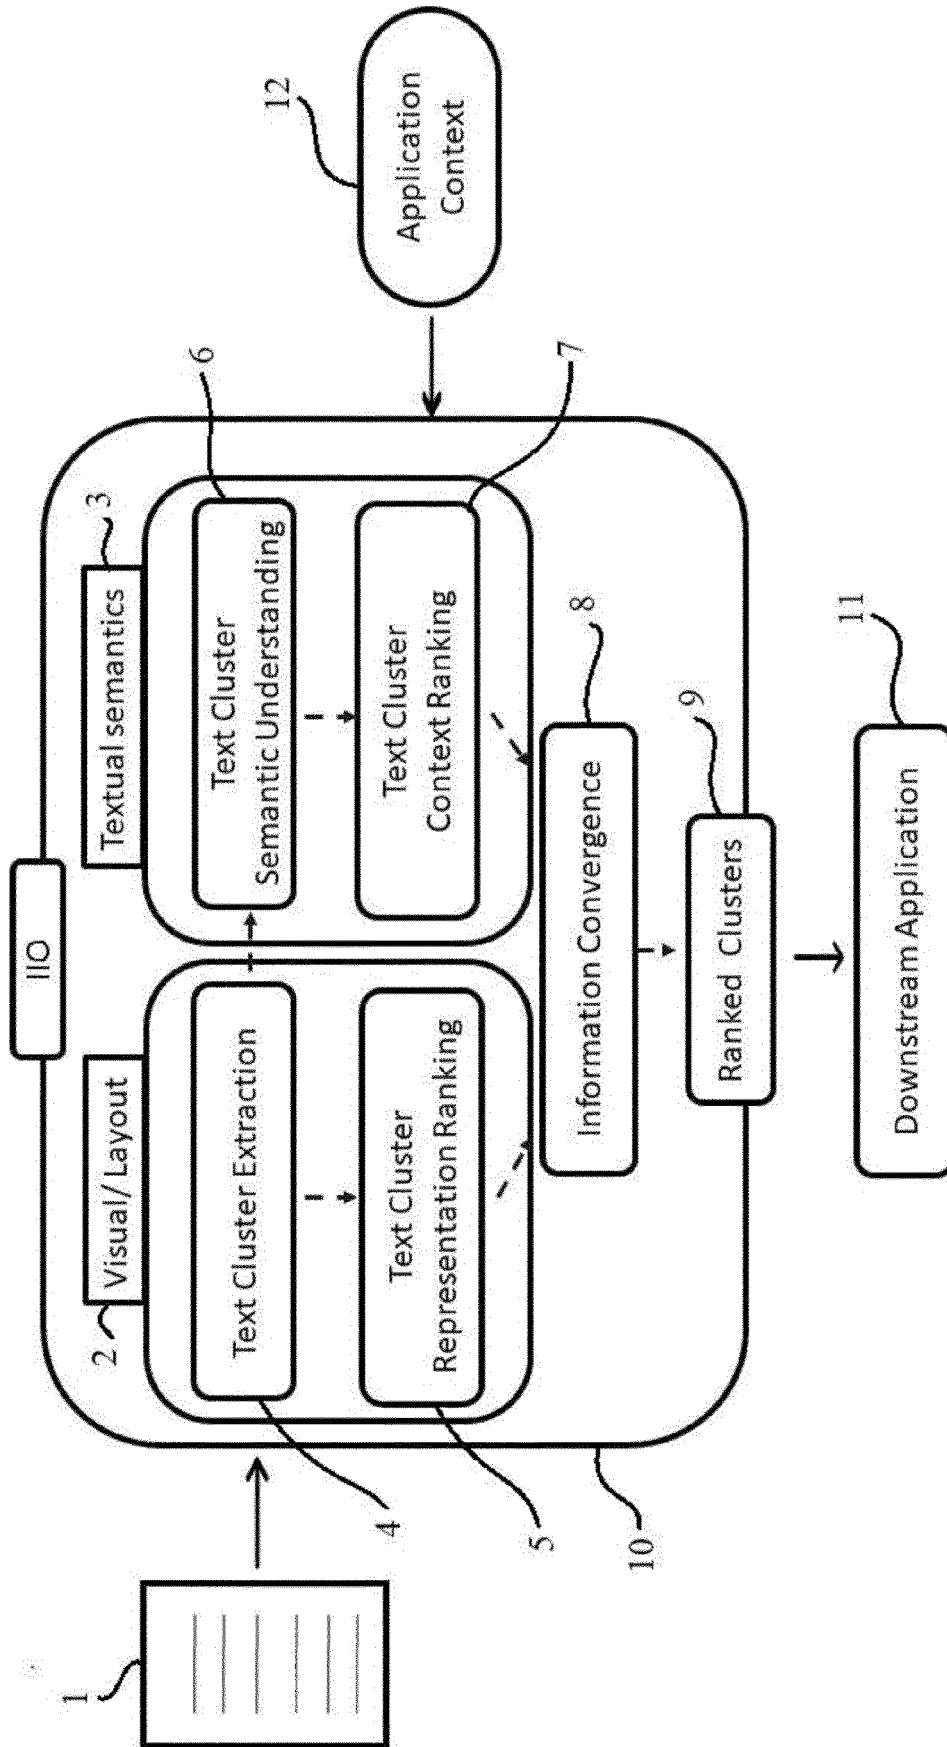 IIO
Visual/ Layout
2
Textual semantics
3
1
Text Cluster Extraction
4
Text Cluster
Semantic Understanding
6
12
Application
Context
Text Cluster
Representation Ranking
5
Text Cluster
Context Ranking
7
Information Convergence
8
10
Ranked Clusters
9
Downstream Application
11